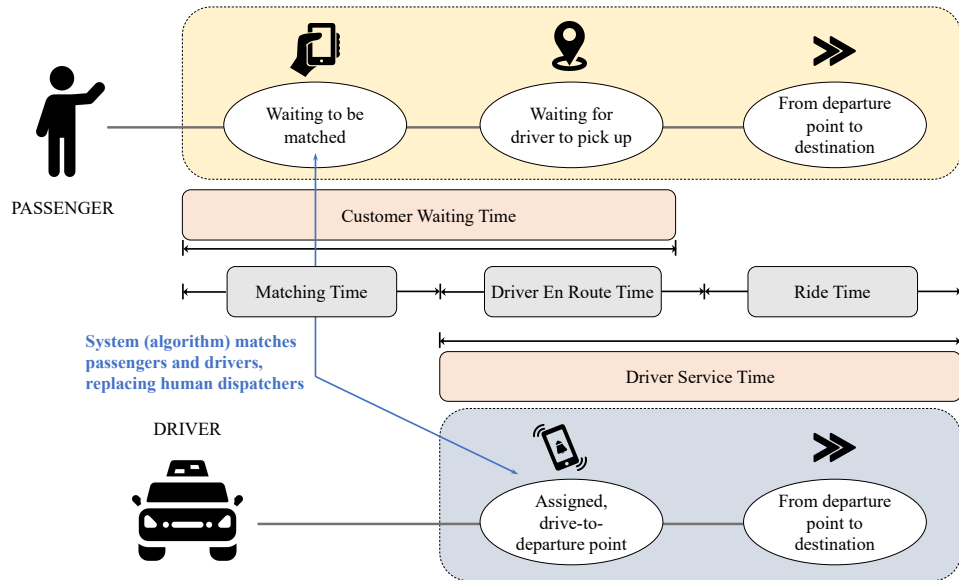 Waiting to be
matched
Waiting for
driver to pick up
From departure
point to
destination
PASSENGER
Customer Waiting Time
Matching Time
Driver En Route Time
Ride Time
System (algorithm) matches
passengers and drivers,
replacing human dispatchers
Driver Service Time
DRIVER
Assigned,
drive-to-
departure point
From departure
point to
destination